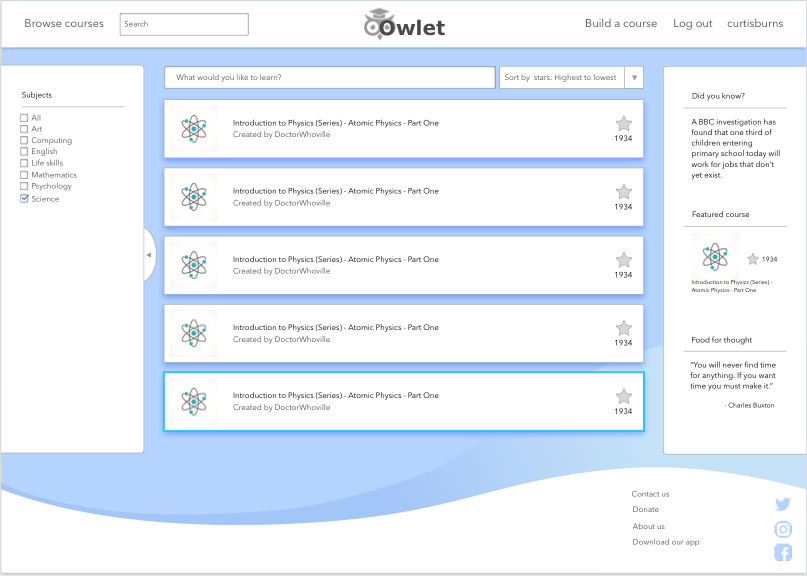 Browse courses
Search
Owlet
Build a course
Log out
curtisburns
Subjects
All
Art
Computing
English
Life skills
Mathematics
Psychology
Science
What would you like to learn?
Sort by stars: Highest to lowest
Introduction to Physics (Series) - Atomic Physics - Part One
Created by DoctorWhoville
1934
Introduction to Physics (Series) - Atomic Physics - Part One
Created by DoctorWhoville
1934
Introduction to Physics (Series) - Atomic Physics - Part One
Created by DoctorWhoville
1934
Introduction to Physics (Series) - Atomic Physics - Part One
Created by DoctorWhoville
1934
Introduction to Physics (Series) - Atomic Physics - Part One
Created by DoctorWhoville
1934
Did you know?
A BBC investigation has
found that one third of
children entering
primary school today will
work for jobs that don't
yet exist.
Featured course
1934
Introduction to Physics (Series) -
Atomic Physics - Part One
Food for thought
"You will never find time
for anything. If you want
time you must make it."
- Charles Buxton
Contact us
Donate
About us
Download our app